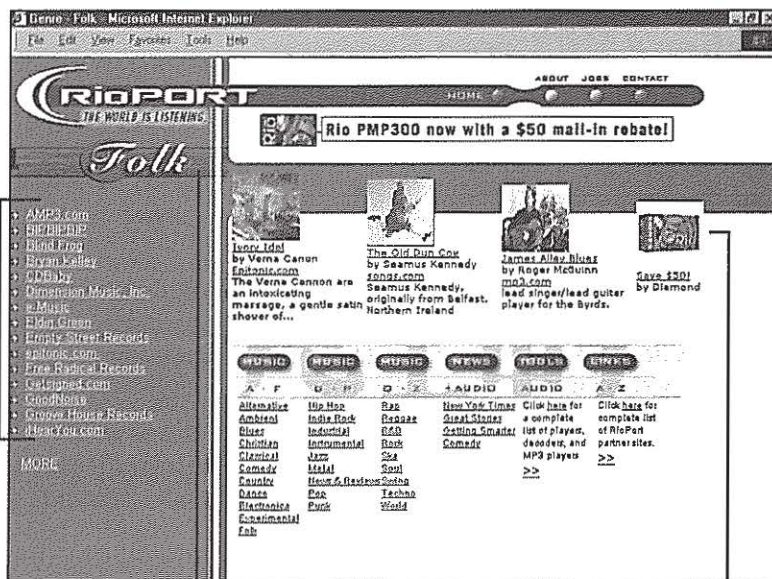 Genre - Folk - Microsoft Internet Explorer
File Edit View Favorites Tools Help
RioPORT
THE WORLD IS LISTENING.
ABOUT JOBS CONTACT
HOME
Rio PMP300 now with a $50 mail-in rebate!
Folk
AMP3.com
BIPBIPBIP
Blind Frog
Bryan Kelley
CDBaby
Dimension Music, Inc.
e.Music
Eldin Green
Empty Street Records
epitonic.com
Free Radical Records
Getsigned.com
GoodNoise
Groove House Records
iHearYou.com
MORE
Ivory Idol
by Verna Canon
Epitonic.com
The Verna Cannon are
an intoxicating
massage, a gentle satin
shower of...
The Old Dun Cow
by Seamus Kennedy
songs.com
Seamus Kennedy,
originally from Belfast,
Northern Ireland
James Alley Blues
by Roger McGuinn
mp3.com
lead singer/lead guiter
player for the Byrds.
Save $50!
by Diamond
MUSIC MUSIC MUSIC NEWS TOOLS LINKS
A - F G - P Q - Z +AUDIO AUDIO A - Z
Alternative
Ambient
Blues
Christian
Classical
Comedy
Country
Dance
Electronica
Experimental
Folk
Hip Hop
Indie Rock
Industrial
Instrumental
Jazz
Metal
News & Reviews
Pop
Punk
Rap
Reggae
R&B
Rock
Ska
Soul
Swing
Techno
World
New York Times
Great Stories
Getting Smarter
Comedy
Click here for
a complete
list of players,
decoders, and
MP3 players
>>
Click here for
complete list
of RioPort
partner sites.
>>